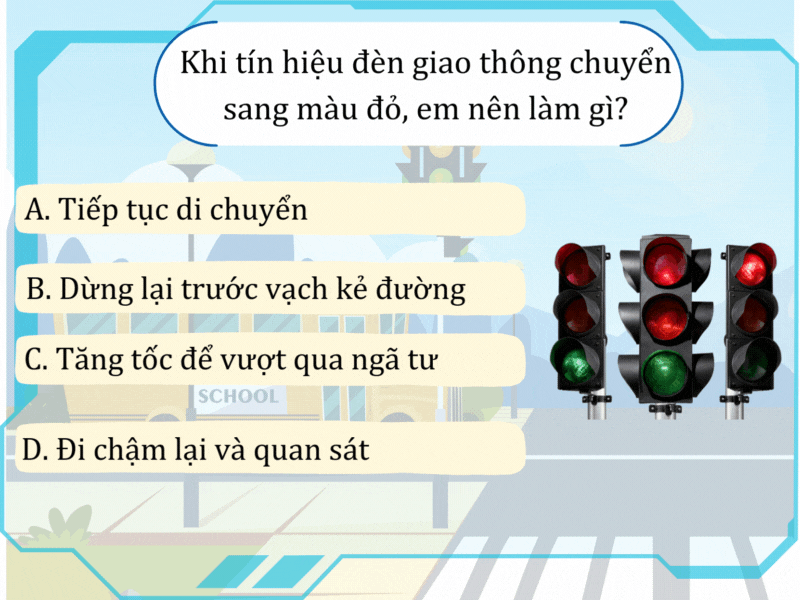 Khi tín hiệu đèn giao thông chuyển
sang màu đỏ, em nên làm gì?
A. Tiếp tục di chuyển
B. Dừng lại trước vạch kẻ đường
C. Tăng tốc để vượt qua ngã tư
SCHOOL
D. Đi chậm lại và quan sát